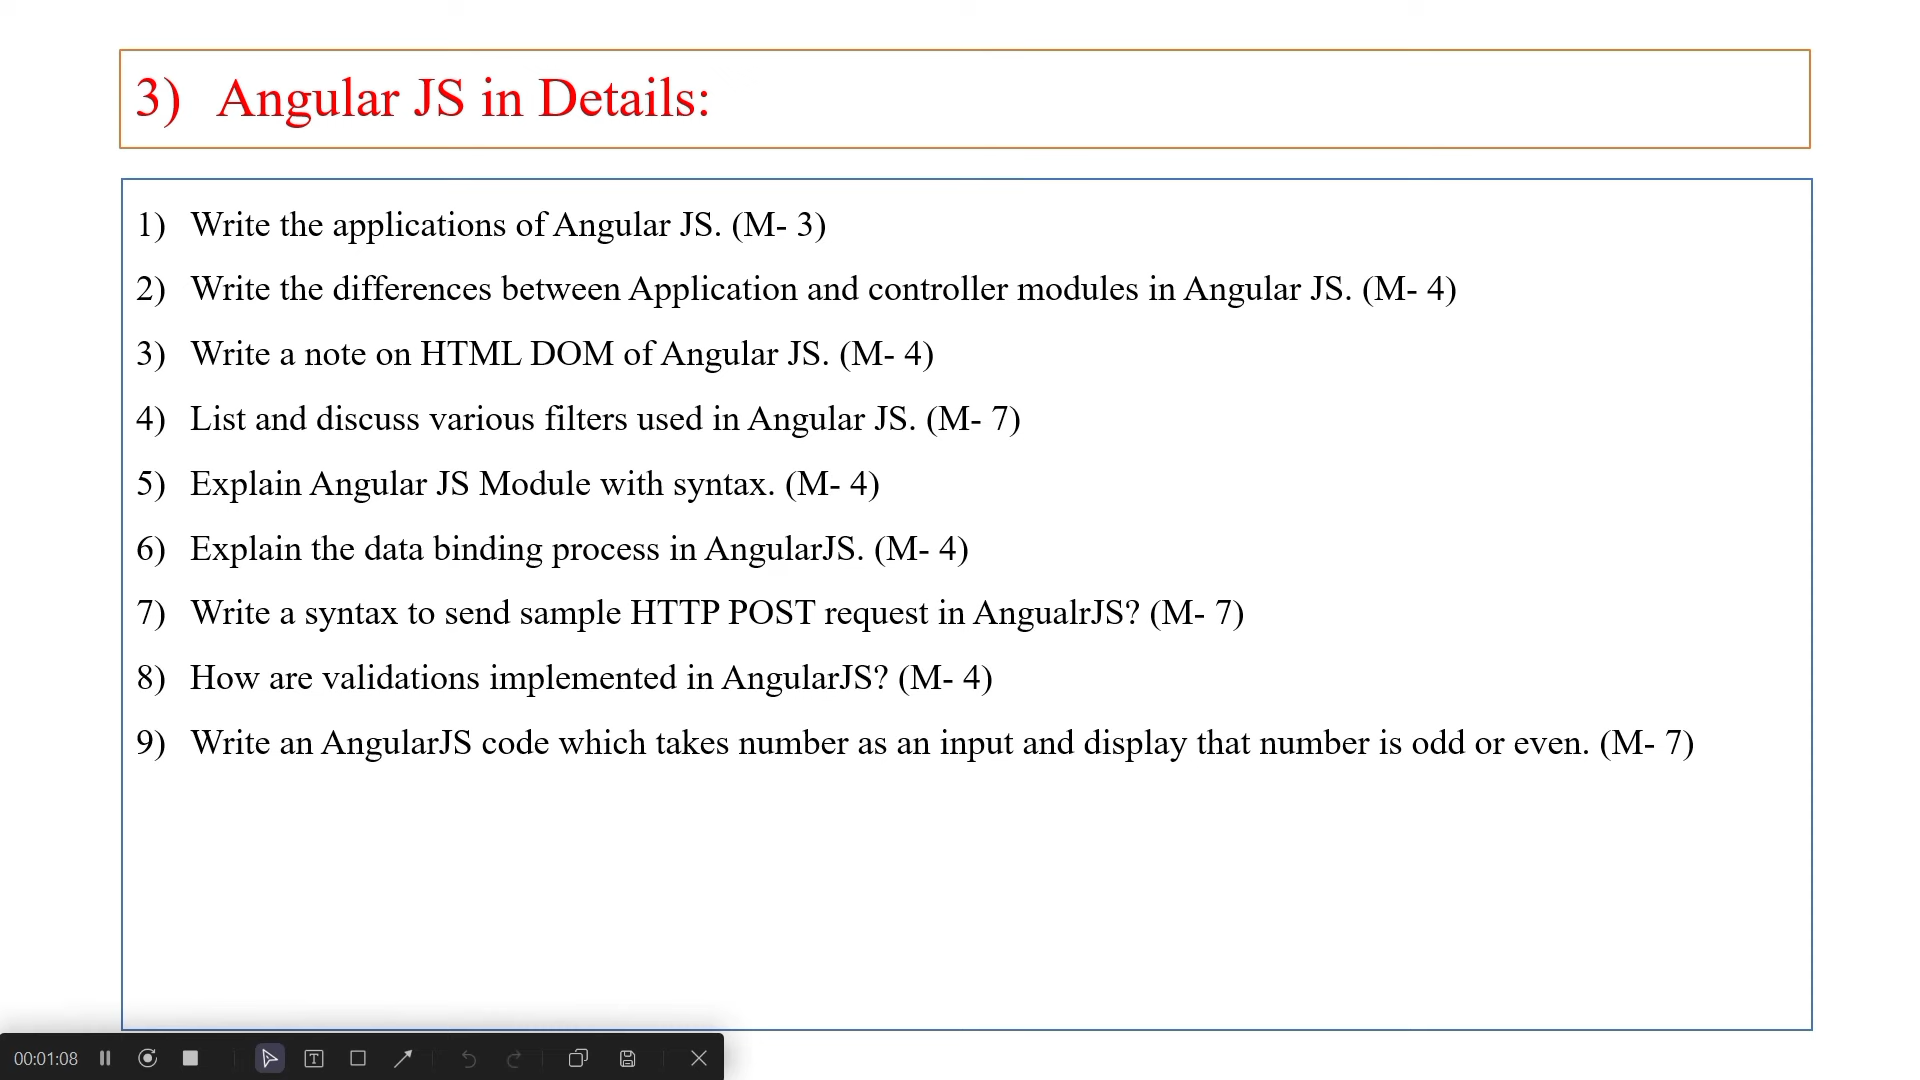 3) Angular JS in Details:
1) Write the applications of Angular JS. (M- 3)
2) Write the differences between Application and controller modules in Angular JS. (M- 4)
3) Write a note on HTML DOM of Angular JS. (M- 4)
4) List and discuss various filters used in Angular JS. (M- 7)
5) Explain Angular JS Module with syntax. (M- 4)
6) Explain the data binding process in AngularJS. (M- 4)
7) Write a syntax to send sample HTTP POST request in AngualrJS? (M- 7)
8) How are validations implemented in AngularJS? (M- 4)
9) Write an AngularJS code which takes number as an input and display that number is odd or even. (M- 7)
00:01:08